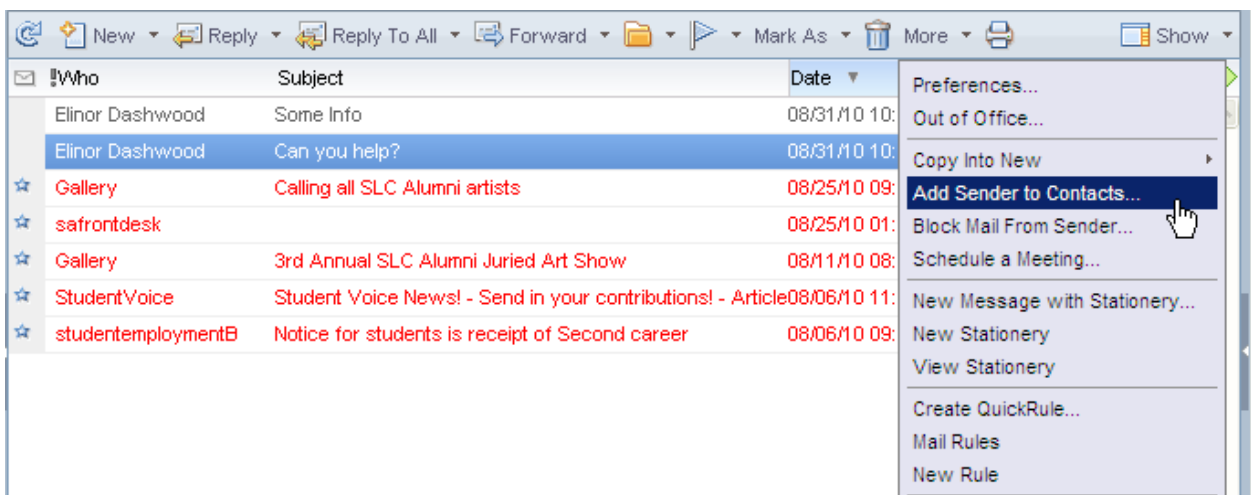 New Reply Reply To All Forward Mark As More Show
!Who Subject Date
Elinor Dashwood Some Info 08/31/10 10:
Elinor Dashwood Can you help? 08/31/10 10:
Gallery Calling all SLC Alumni artists 08/25/10 09:
safrontdesk 08/25/10 01:
Gallery 3rd Annual SLC Alumni Juried Art Show 08/11/10 08:
StudentVoice Student Voice News! - Send in your contributions! - Article 08/06/10 11:
studentemploymentB Notice for students is receipt of Second career 08/06/10 09:
Preferences...
Out of Office...
Copy Into New
Add Sender to Contacts...
Block Mail From Sender...
Schedule a Meeting...
New Message with Stationery...
New Stationery
View Stationery
Create QuickRule...
Mail Rules
New Rule